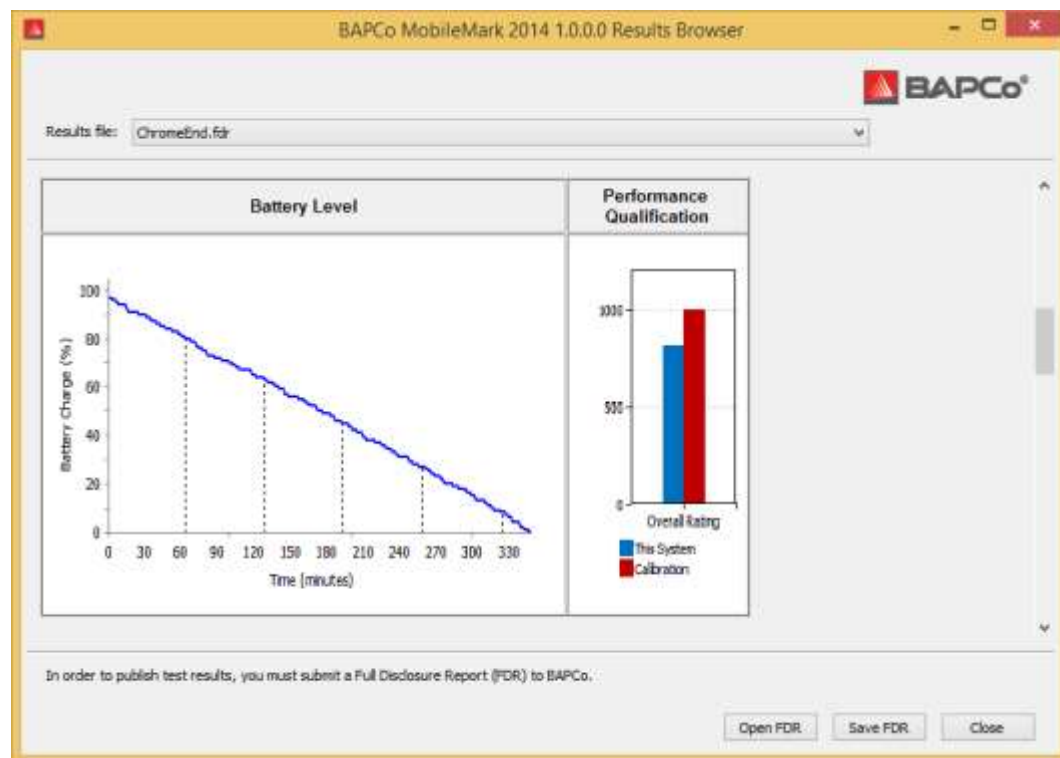 BAPCo MobileMark 2014 1.0.0.0 Results Browser
BAPCo®
Results file: ChromeEnd.fdr
Battery Level
Performance
Qualification
Battery Charge (%)
100
80
60
40
20
0
0 30 60 90 120 150 180 210 240 270 300 330
Time (minutes)
1000
500
0
Overall Rating
This System
Calibration
In order to publish test results, you must submit a Full Disclosure Report (FDR) to BAPCo.
Open FDR Save FDR Close